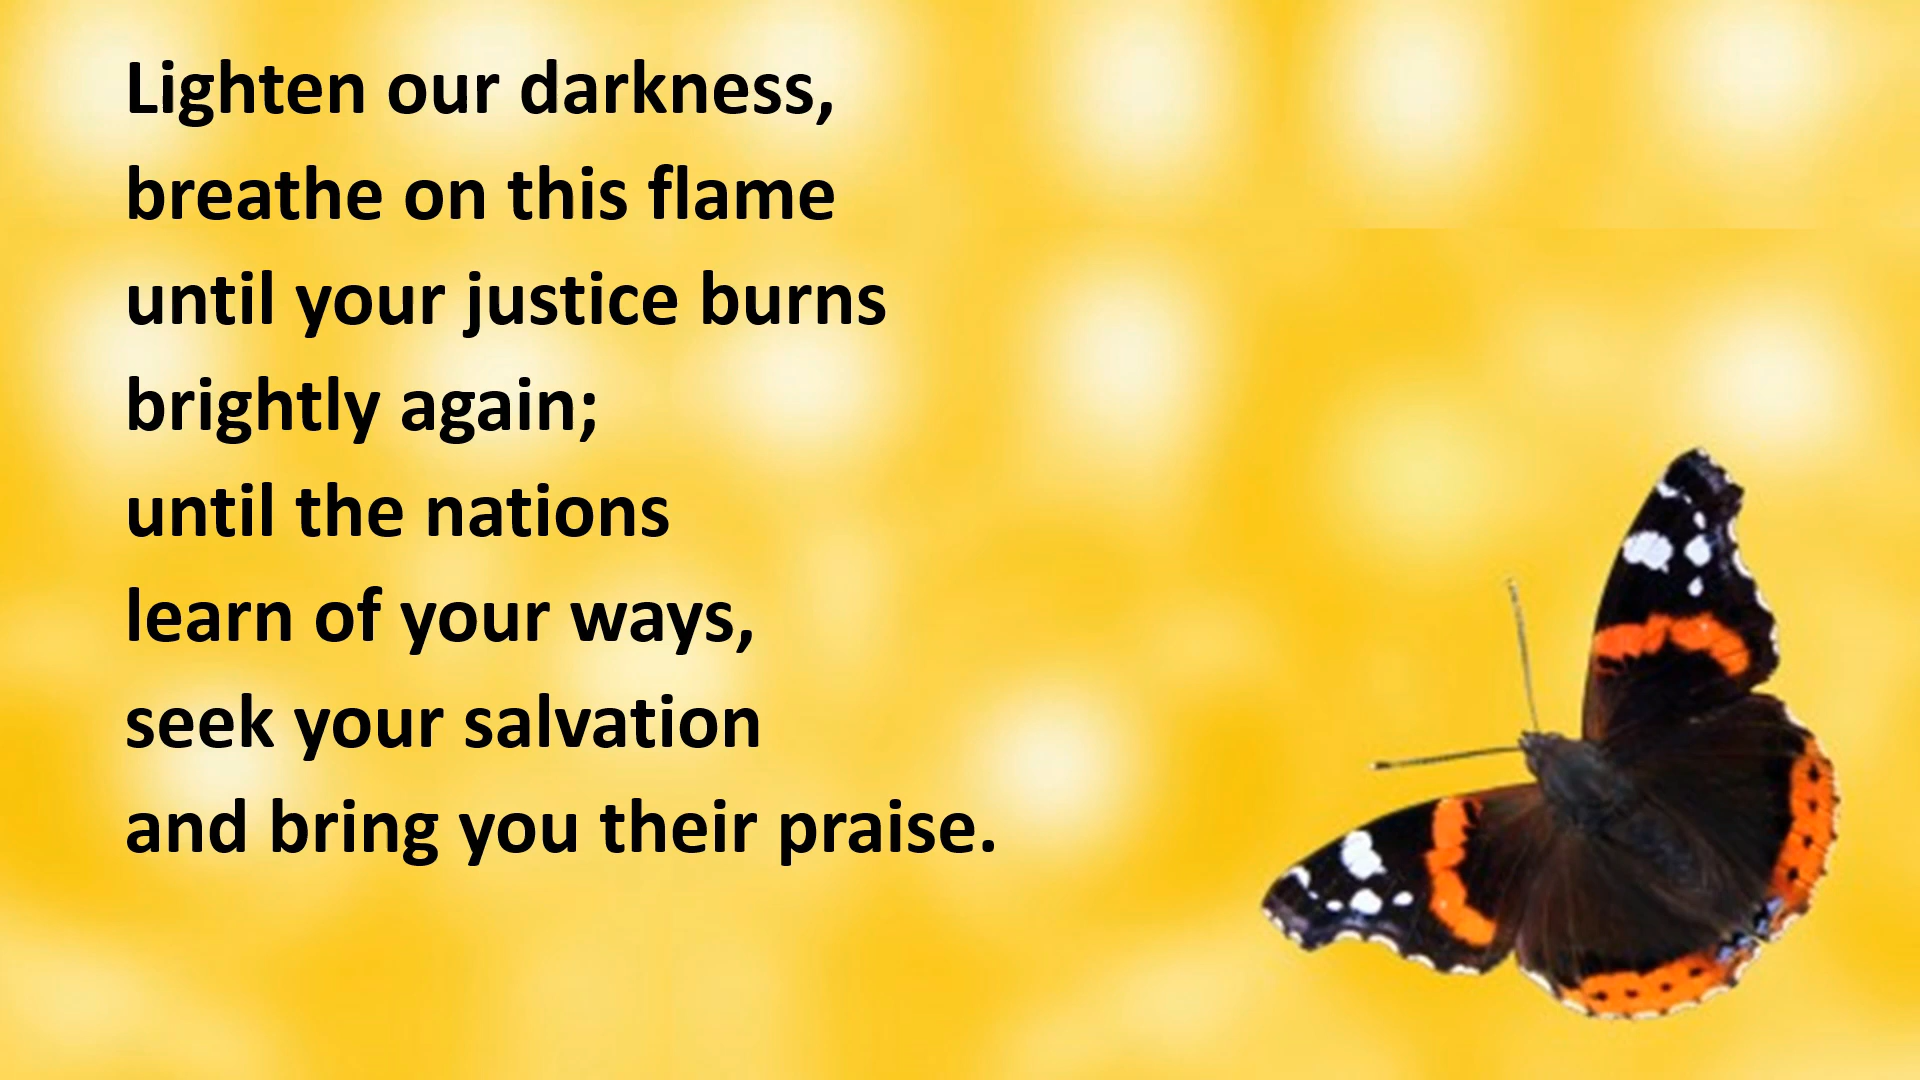 Lighten our darkness,
breathe on this flame
until your justice burns
brightly again;
until the nations
learn of your ways,
seek your salvation
and bring you their praise.